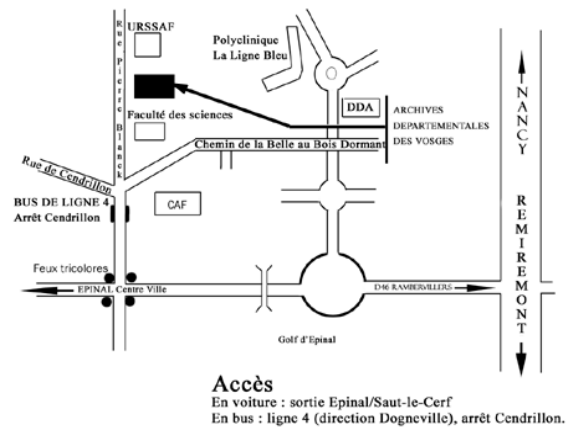 URSSAF
Rue Pierre Blanck
Polyclinique
La Ligne Bleu
Faculté des sciences
DDA
ARCHIVES
DEPARTEMENTALES
DES VOSGES
NANCY
Chemin de la Belle au Bois Dormant
Rue de Cendrillon
BUS DE LIGNE 4
Arrêt Cendrillon
CAF
REMIREMONT
Feux tricolores
EPINAL Centre Ville
D46 RAMBERVILLERS
Golf d'Epinal
Accès
En voiture : sortie Epinal/Saut-le-Cerf
En bus : ligne 4 (direction Dogneville), arrêt Cendrillon.